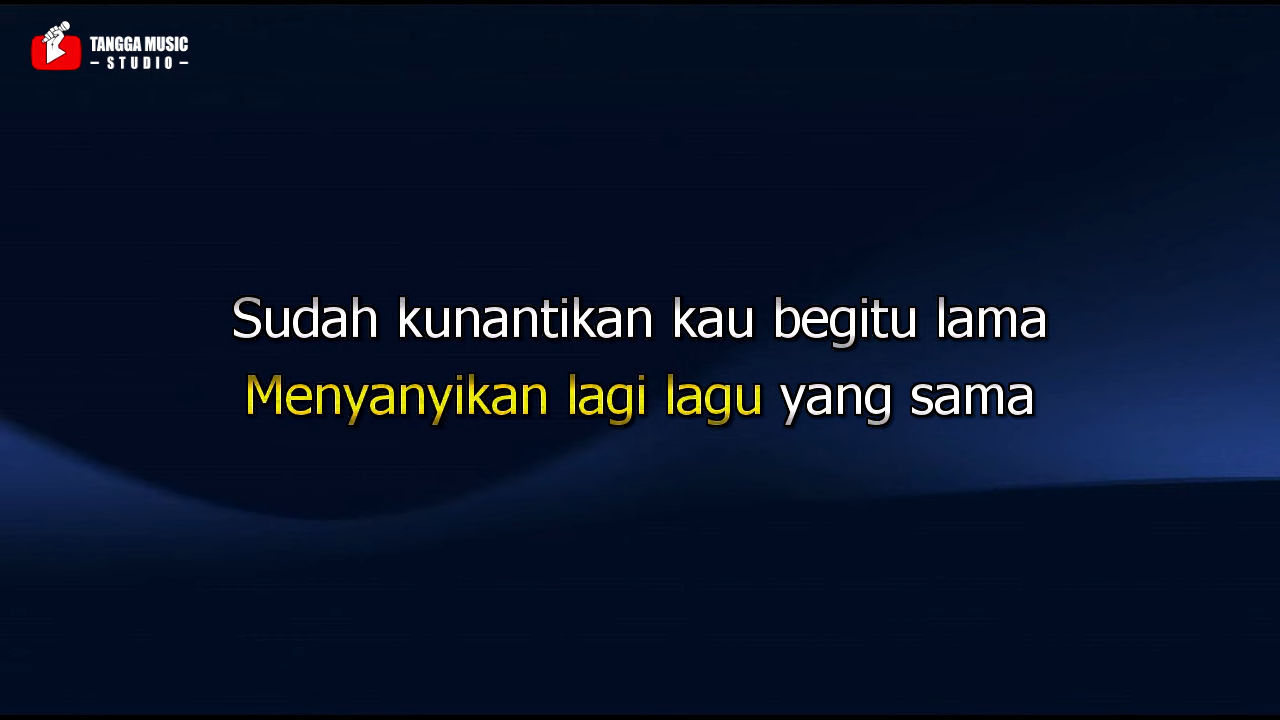 TANGGA MUSIC
– STUDIO –
Sudah kunantikan kau begitu lama
Menyanyikan lagi lagu yang sama